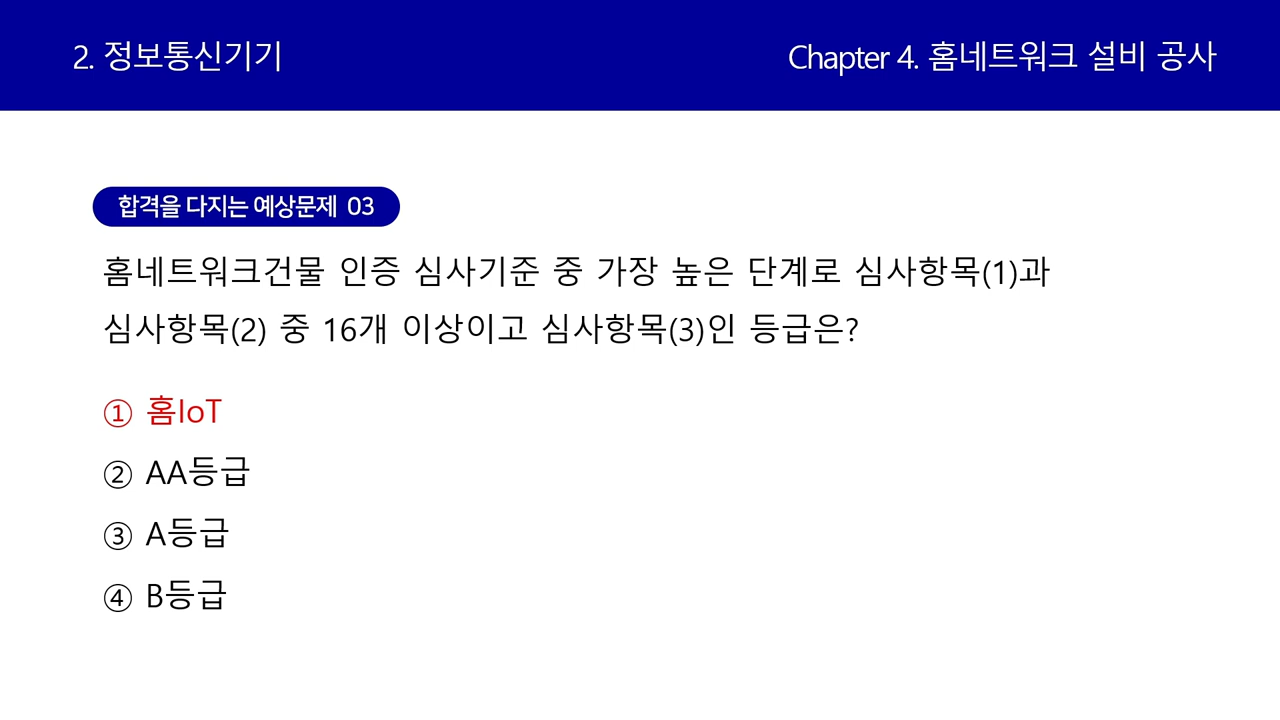 2. 정보통신기기
Chapter 4. 홈네트워크 설비 공사
합격을 다지는 예상문제 03
홈네트워크건물 인증 심사기준 중 가장 높은 단계로 심사항목(1)과
심사항목(2) 중 16개 이상이고 심사항목(3)인 등급은?
① 홈IoT
② AA등급
③ A등급
④ B등급